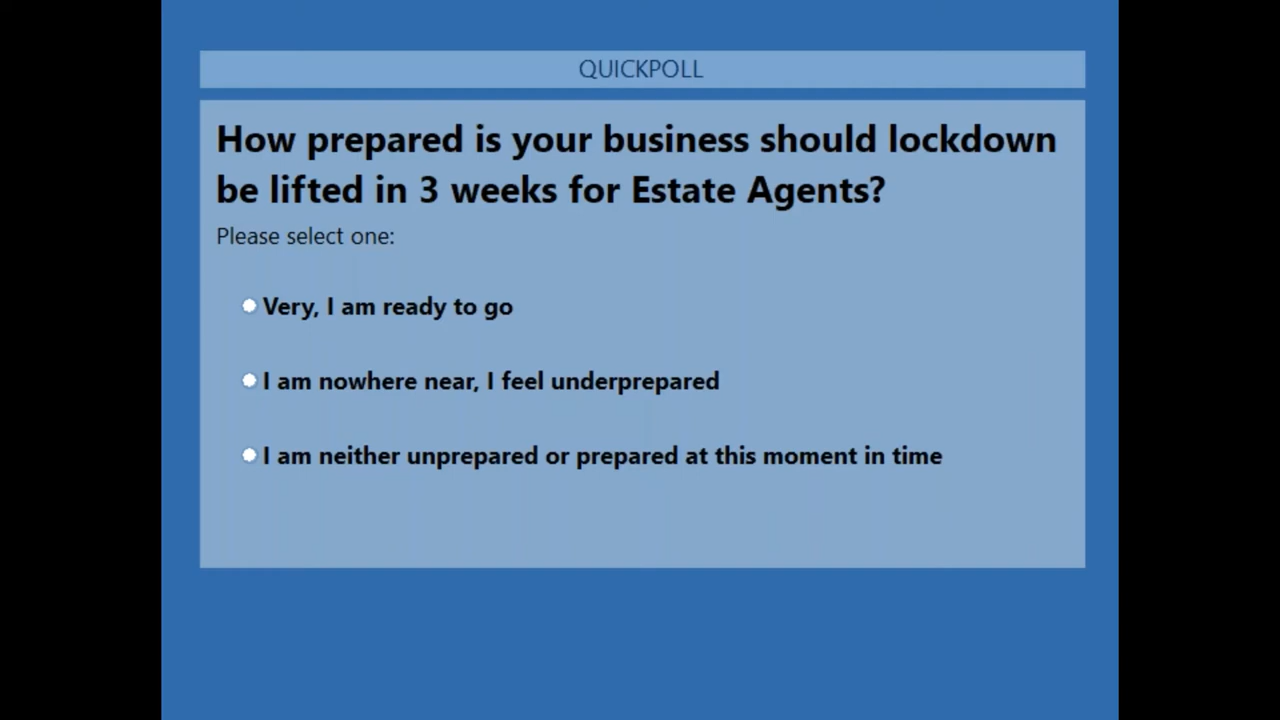 QUICKPOLL
How prepared is your business should lockdown
be lifted in 3 weeks for Estate Agents?
Please select one:
Very, I am ready to go
I am nowhere near, I feel underprepared
I am neither unprepared or prepared at this moment in time